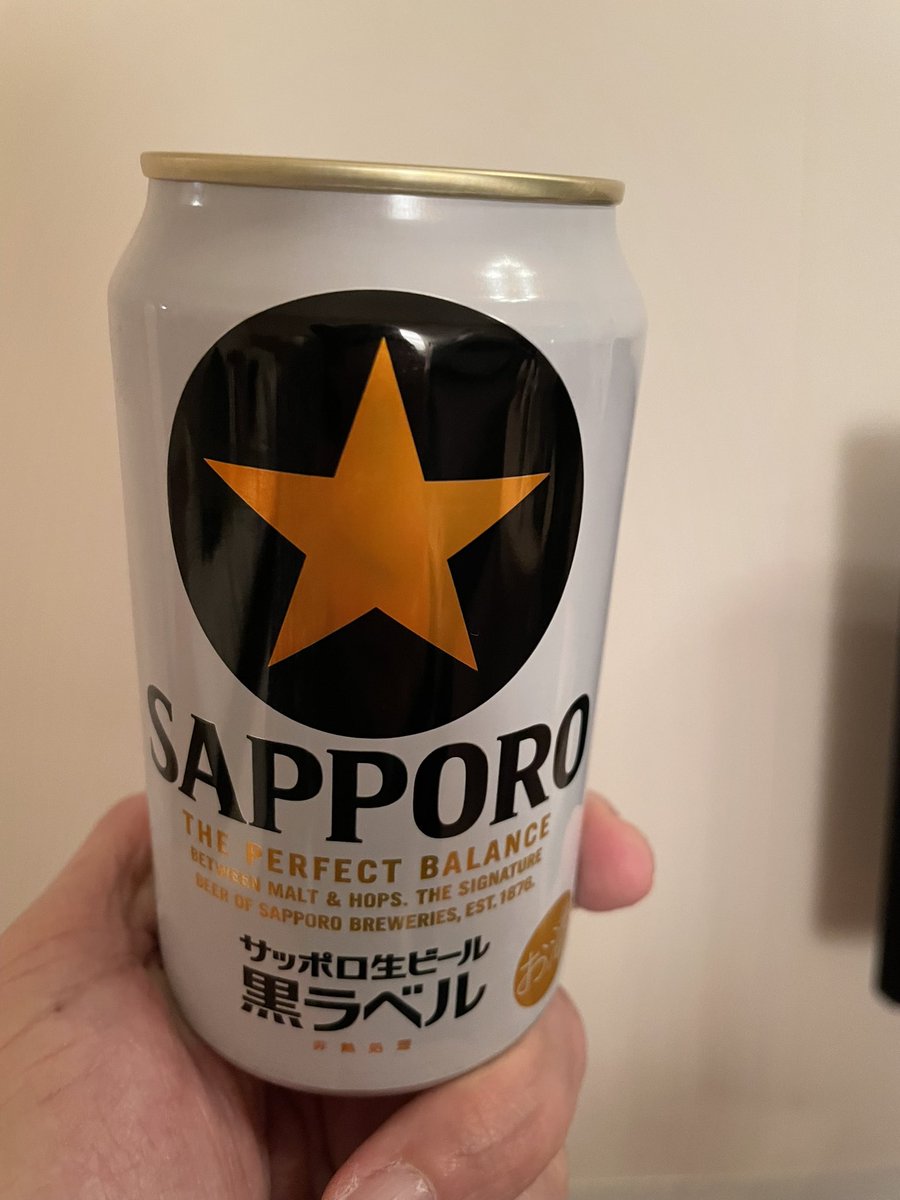 SAPPORO
THE PERFECT BALANCE
BETWEEN MALT & HOPS. THE SIGNATURE
BEER OF SAPPORO BREWERIES, EST. 1876.
サッポロ生ビール
黒ラベル
非熱処理